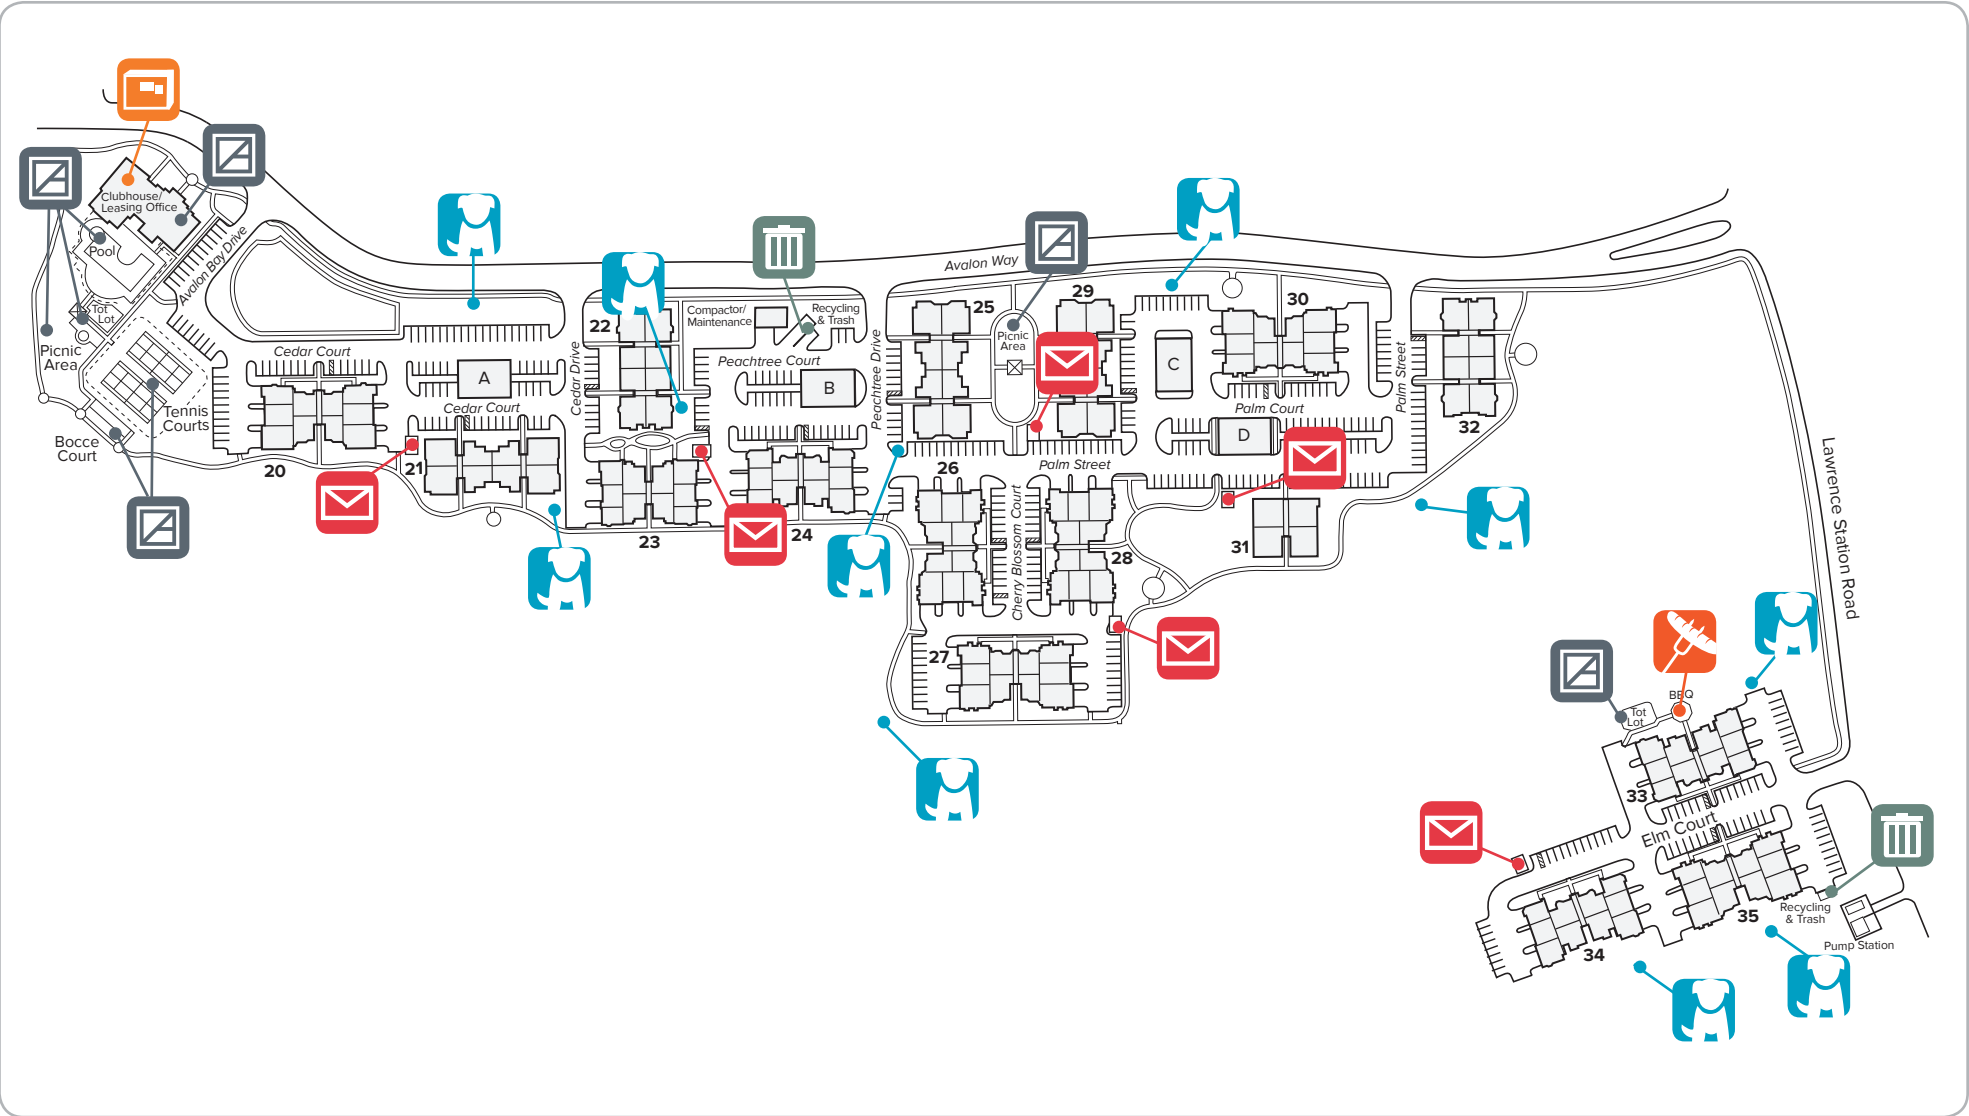 Clubhouse/
Leasing Office
Pool
Avalon Bay Drive
Tot
Lot
Picnic
Area
Tennis
Courts
Bocce
Court
Cedar Court
20
A
Cedar Court
21
Cedar Drive
22
23
Compactor/
Maintenance
Recycling
& Trash
Peachtree Court
B
24
Peachtree Drive
Avalon Way
25
26
Picnic
Area
29
Palm Street
C
30
Palm Court
D
Palm Street
32
31
Cherry Blossom Court
28
27
Lawrence Station Road
BBQ
Tot
Lot
33
Elm Court
34
35
Recycling
& Trash
Pump Station